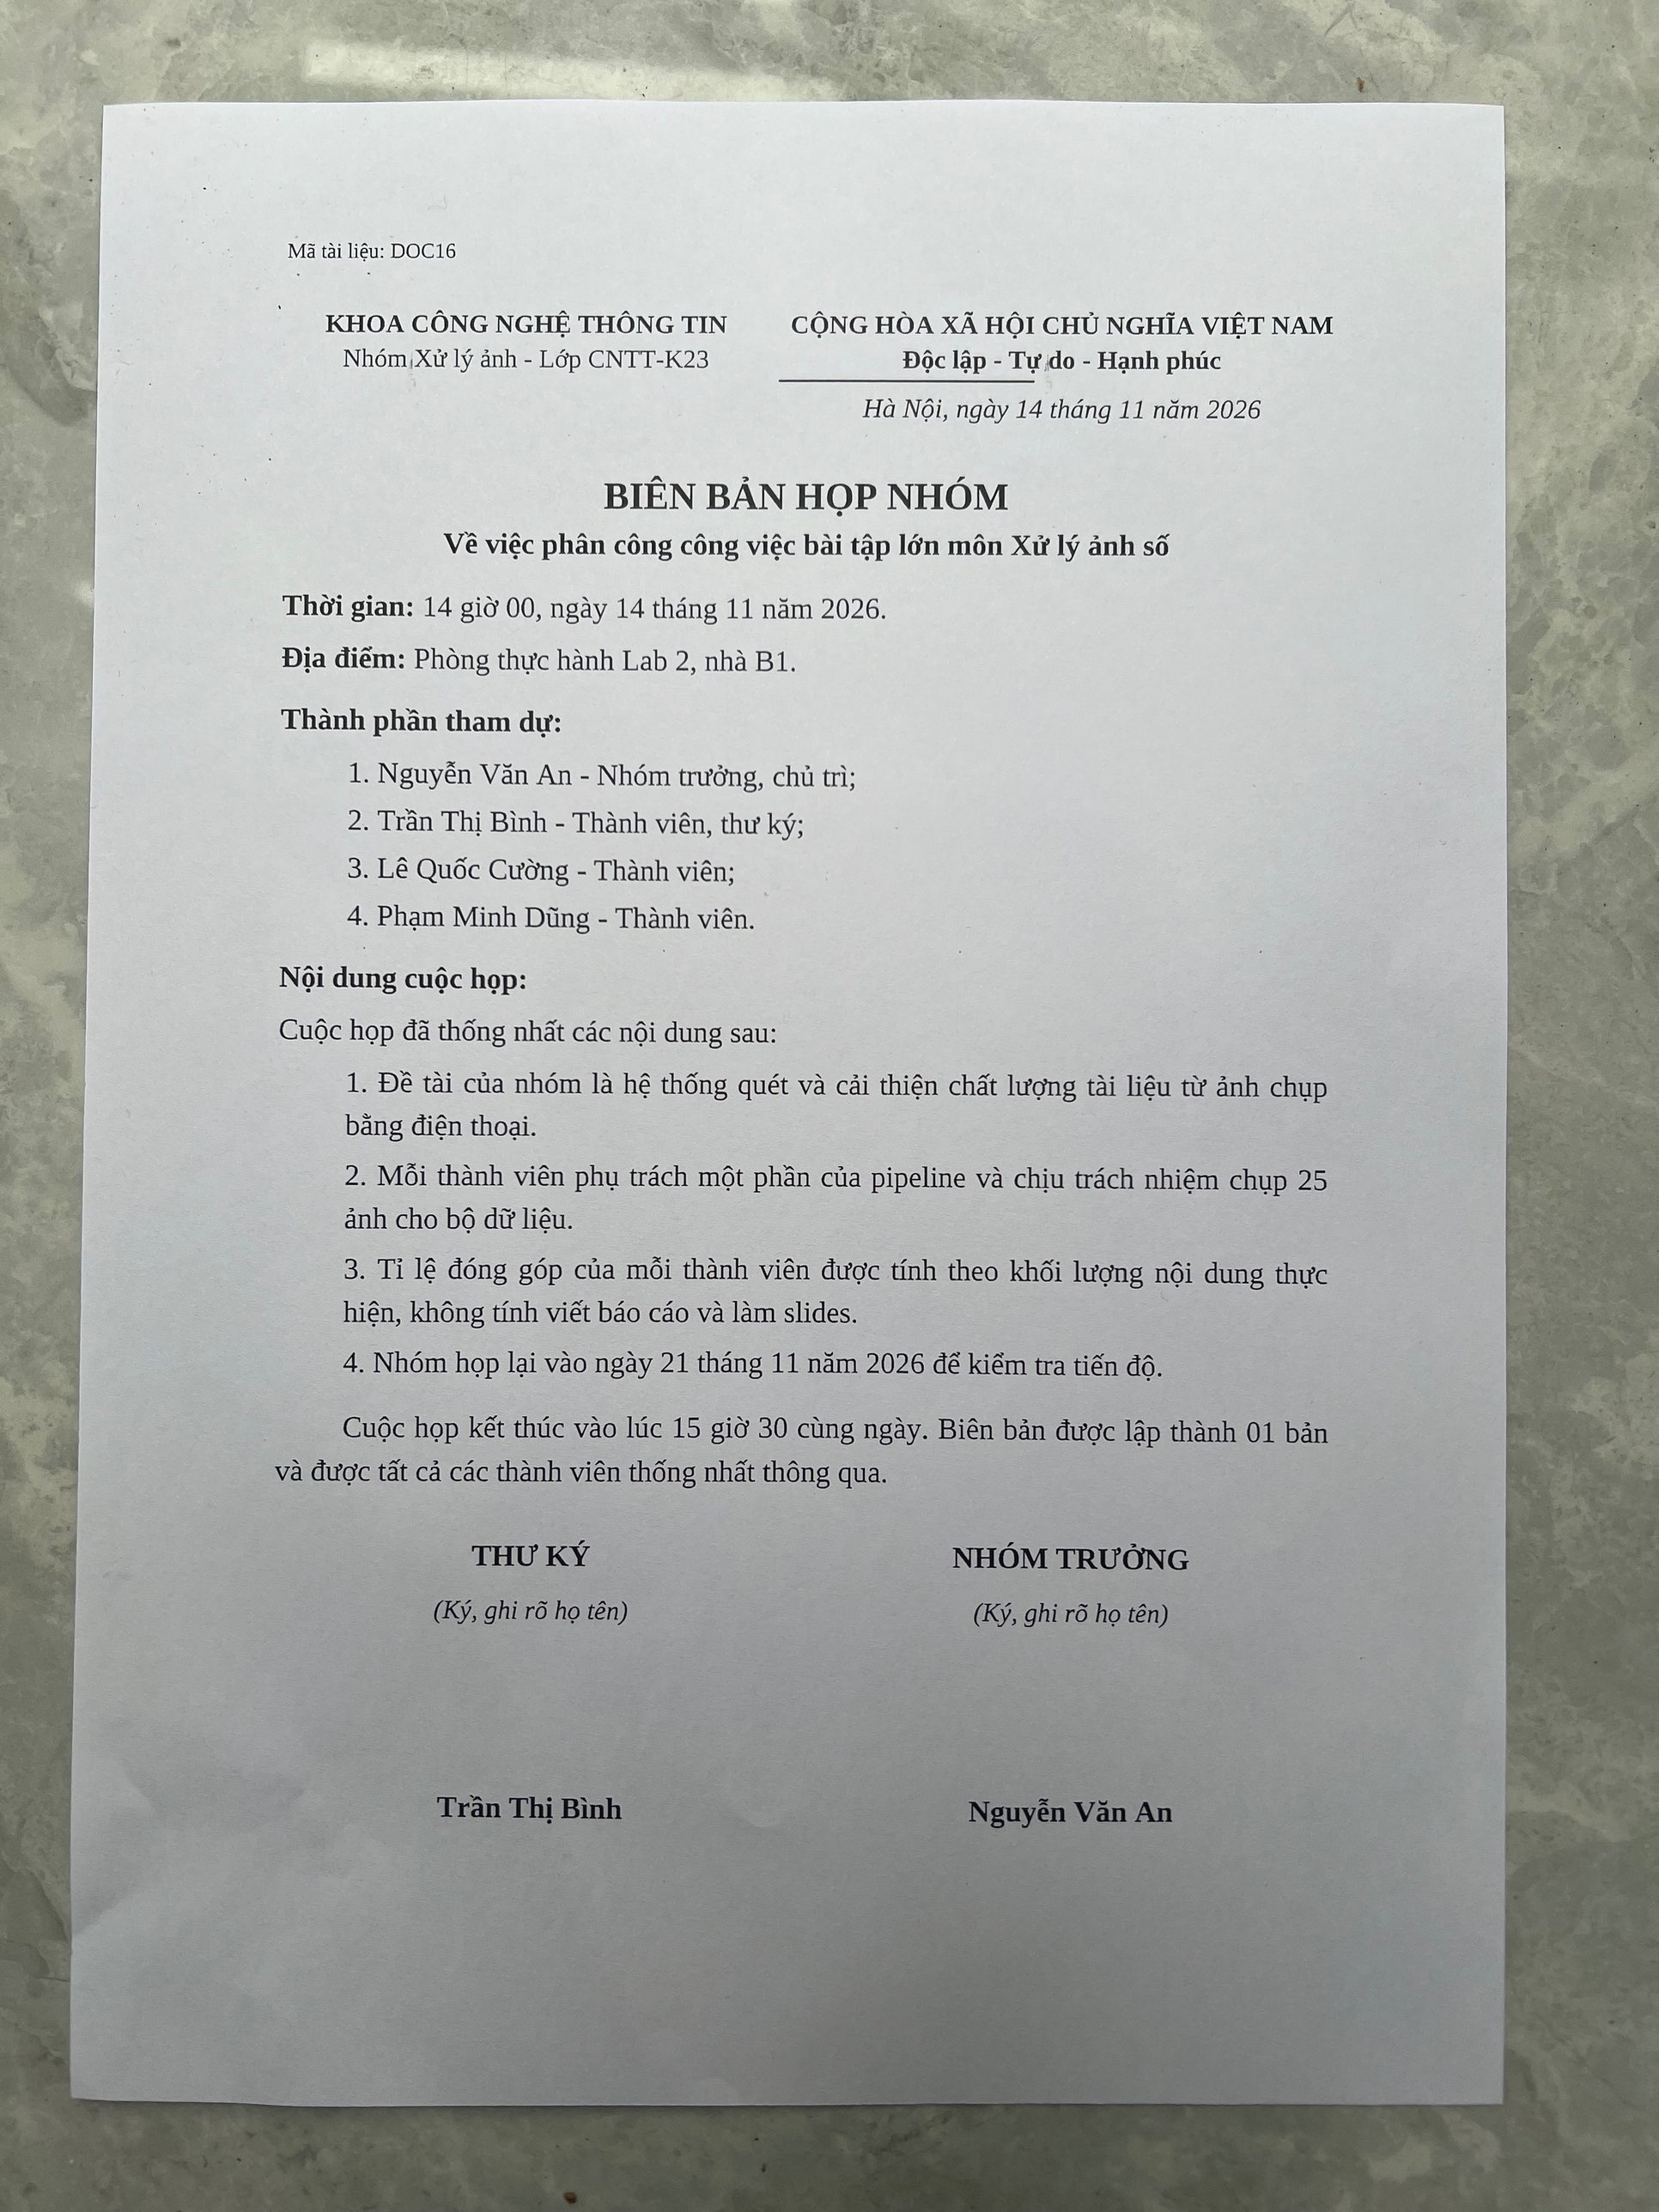 Mã tài liệu: DOC16
KHOA CÔNG NGHỆ THÔNG TIN
Nhóm Xử lý ảnh - Lớp CNTT-K23
CỘNG HÒA XÃ HỘI CHỦ NGHĨA VIỆT NAM
Độc lập - Tự do - Hạnh phúc
Hà Nội, ngày 14 tháng 11 năm 2026
BIÊN BẢN HỌP NHÓM
Về việc phân công công việc bài tập lớn môn Xử lý ảnh số
Thời gian: 14 giờ 00, ngày 14 tháng 11 năm 2026.
Địa điểm: Phòng thực hành Lab 2, nhà B1.
Thành phần tham dự:
1. Nguyễn Văn An - Nhóm trưởng, chủ trì;
2. Trần Thị Bình - Thành viên, thư ký;
3. Lê Quốc Cường - Thành viên;
4. Phạm Minh Dũng - Thành viên.
Nội dung cuộc họp:
Cuộc họp đã thống nhất các nội dung sau:
1. Đề tài của nhóm là hệ thống quét và cải thiện chất lượng tài liệu từ ảnh chụp
bằng điện thoại.
2. Mỗi thành viên phụ trách một phần của pipeline và chịu trách nhiệm chụp 25
ảnh cho bộ dữ liệu.
3. Tỉ lệ đóng góp của mỗi thành viên được tính theo khối lượng nội dung thực
hiện, không tính viết báo cáo và làm slides.
4. Nhóm họp lại vào ngày 21 tháng 11 năm 2026 để kiểm tra tiến độ.
Cuộc họp kết thúc vào lúc 15 giờ 30 cùng ngày. Biên bản được lập thành 01 bản
và được tất cả các thành viên thống nhất thông qua.
THƯ KÝ
(Ký, ghi rõ họ tên)
Trần Thị Bình
NHÓM TRƯỞNG
(Ký, ghi rõ họ tên)
Nguyễn Văn An